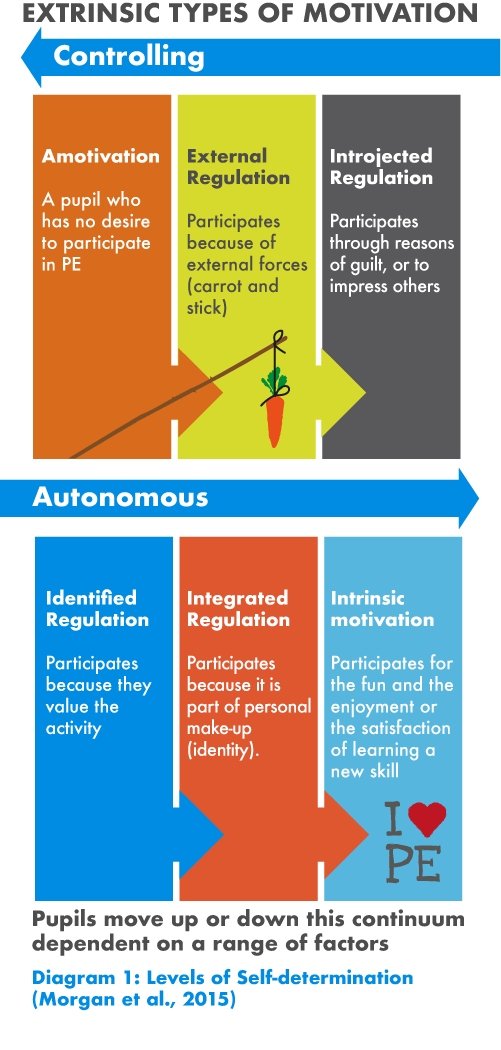 EXTRINSIC TYPES OF MOTIVATION
Controlling
Amotivation
A pupil who
has no desire
to participate
in PE
External
Regulation
Participates
because of
external forces
(carrot and
stick)
Introjected
Regulation
Participates
through reasons
of guilt, or to
impress others
Autonomous
Identified
Regulation
Participates
because they
value the
activity
Integrated
Regulation
Participates
because it is
part of personal
make-up
(identity).
Intrinsic
motivation
Participates for
the fun and the
enjoyment or
the satisfaction
of learning a
new skill
I
PE
Pupils move up or down this continuum
dependent on a range of factors
Diagram 1: Levels of Self-determination
(Morgan et al., 2015)